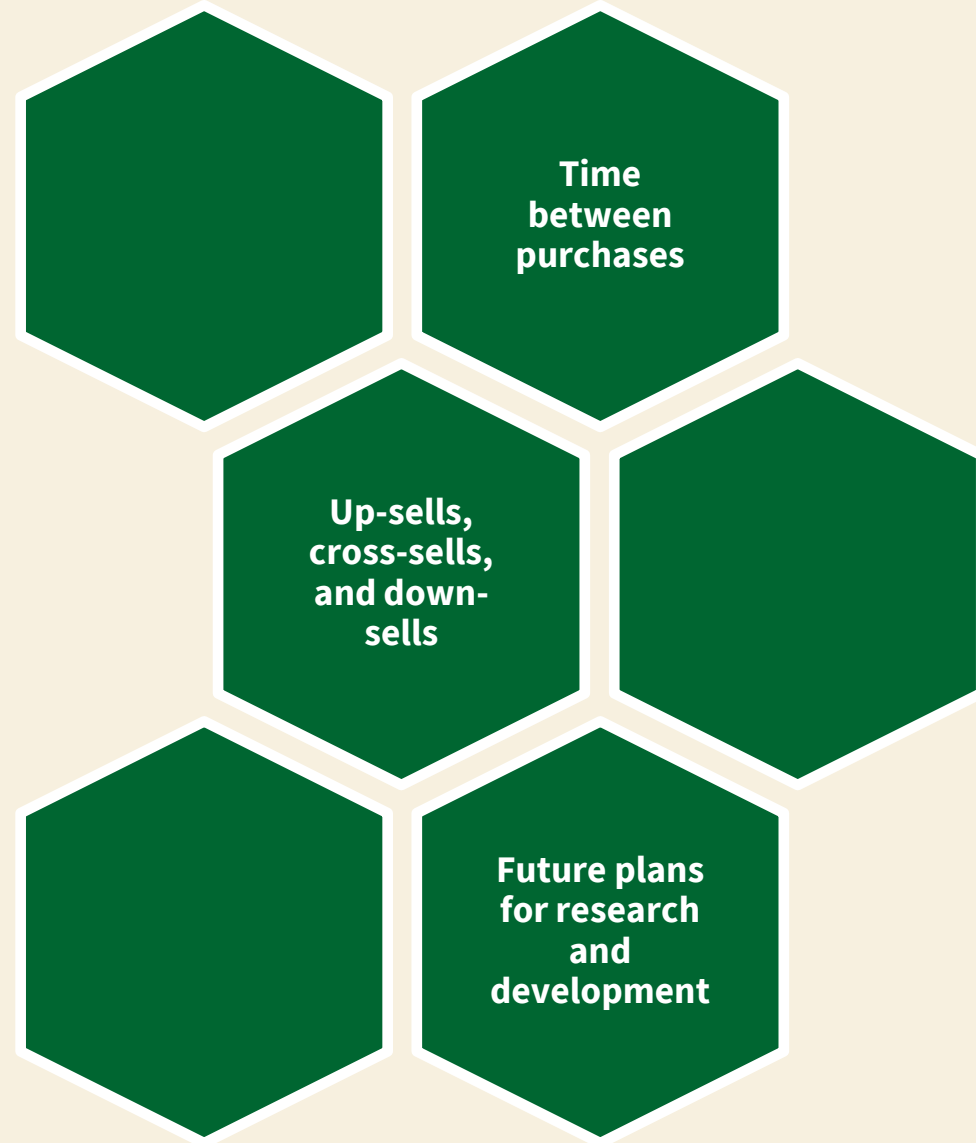 Time
between
purchases
Up-sells,
cross-sells,
and down-
sells
Future plans
for research
and
development